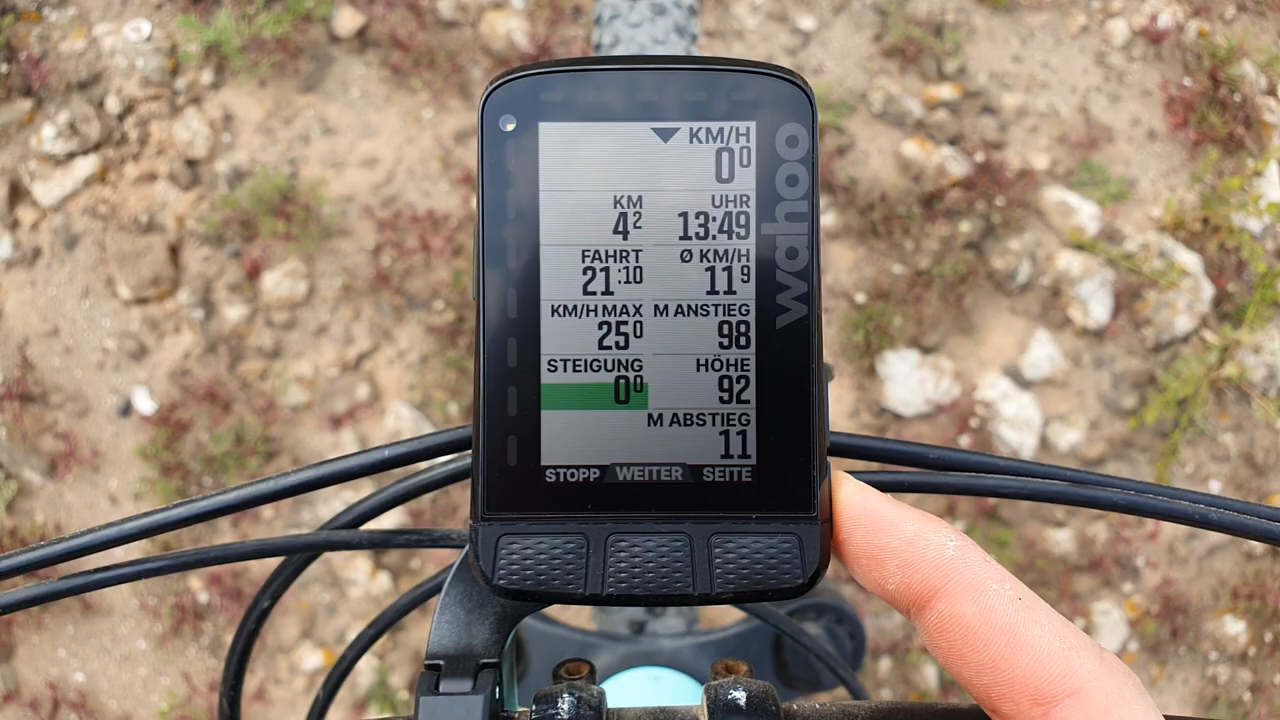 KM/H
0⁰
KM UHR
4² 13:49
FAHRT Ø KM/H
21:10 11⁹
KM/H MAX M ANSTIEG
25⁰ 98
STEIGUNG HÖHE
0⁰ 92
M ABSTIEG
11
STOPP WEITER SEITE
wahoo